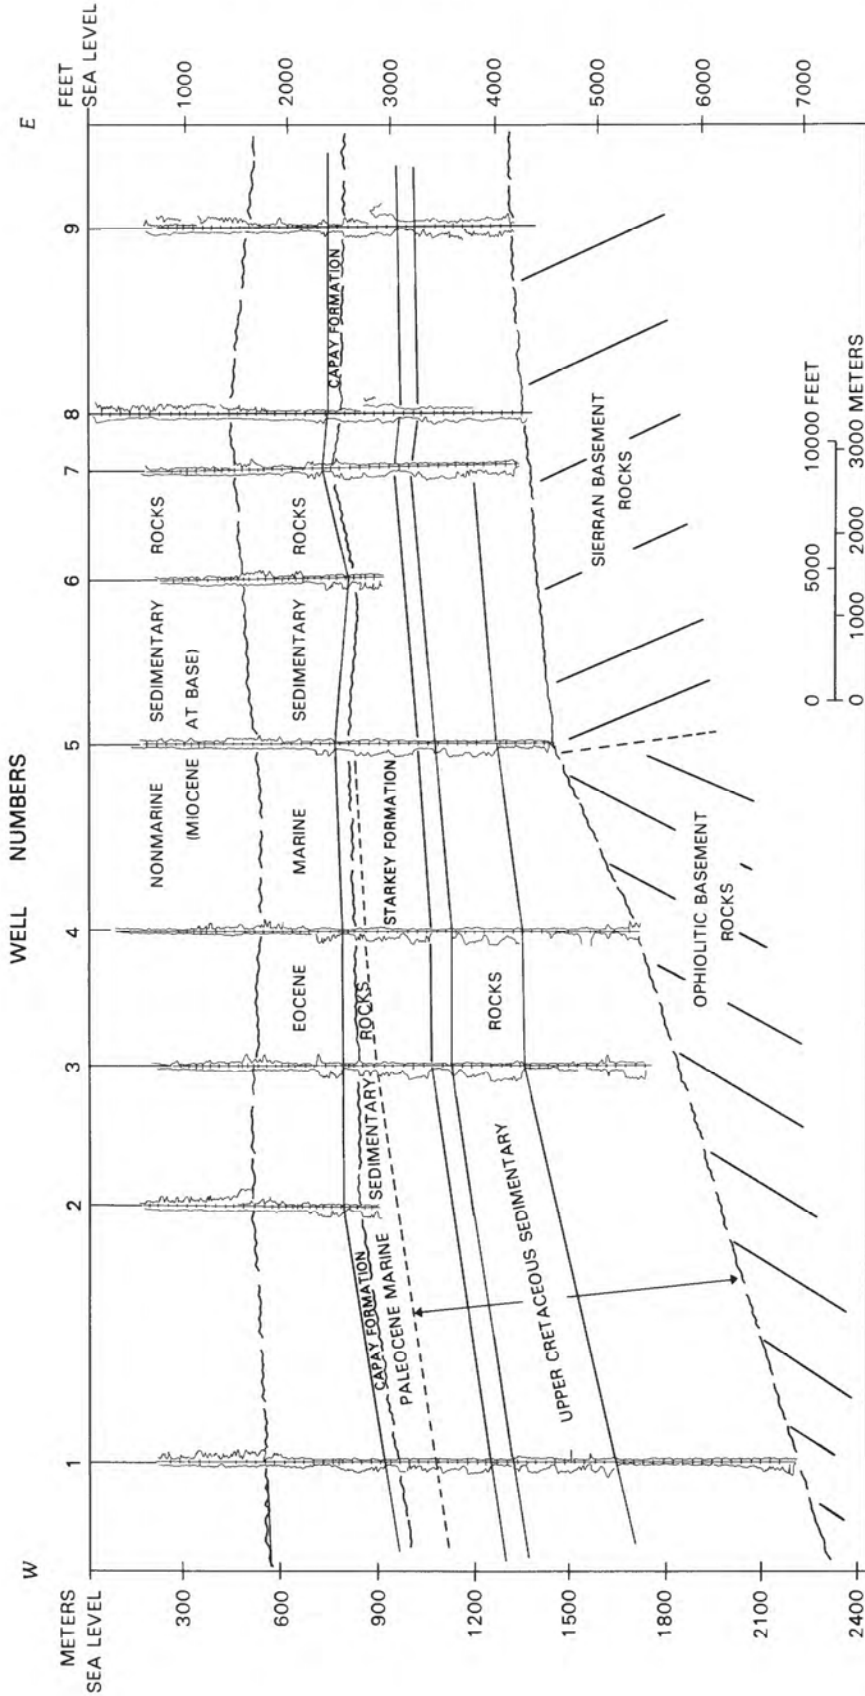 WELL NUMBERS
W
E
METERS
SEA LEVEL
FEET
SEA LEVEL
1
2
3
4
5
6
7
8
9
300
600
900
1200
1500
1800
2100
2400
1000
2000
3000
4000
5000
6000
7000
NONMARINE SEDIMENTARY ROCKS
(MIOCENE AT BASE)
EOCENE MARINE SEDIMENTARY ROCKS
CAPAY FORMATION
CAPAY FORMATION
PALEOCENE MARINE SEDIMENTARY ROCKS
STARKEY FORMATION
UPPER CRETACEOUS SEDIMENTARY ROCKS
SIERRAN BASEMENT
ROCKS
OPHIOLITIC BASEMENT
ROCKS
0 5000 10000 FEET
0 1000 2000 3000 METERS